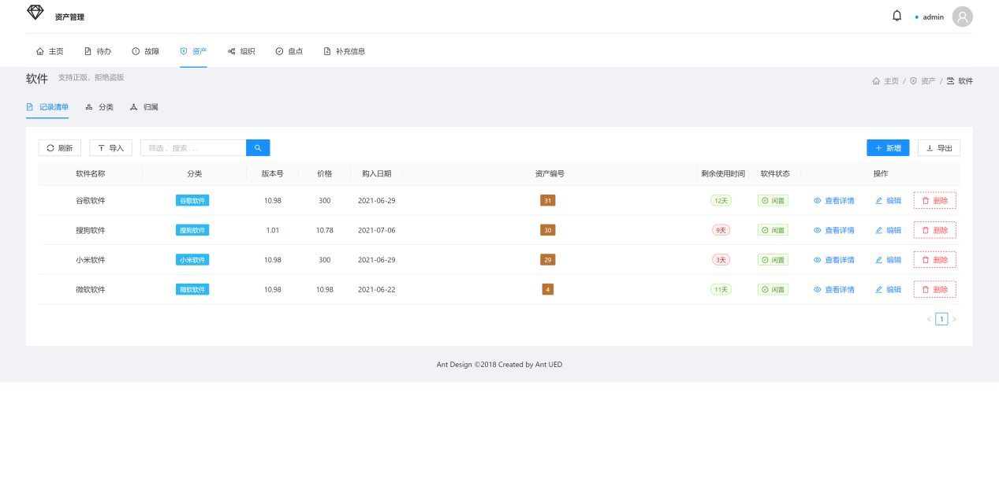 资产管理
admin
主页 待办 故障 资产 组织 盘点 补充信息
软件 支持正版，拒绝盗版
主页 / 资产 / 软件
记录清单 分类 归属
刷新 导入 筛选 、搜索 . . . 新增 导出
软件名称 分类 版本号 价格 购入日期 资产编号 剩余使用时间 软件状态 操作
谷歌软件 谷歌软件 10.98 300 2021-06-29 31 12天 闲置 查看详情 编辑 删除
搜狗软件 搜狗软件 1.01 10.78 2021-07-06 30 9天 闲置 查看详情 编辑 删除
小米软件 小米软件 10.98 300 2021-06-29 29 3天 闲置 查看详情 编辑 删除
微软软件 微软软件 10.98 10.98 2021-06-22 4 11天 闲置 查看详情 编辑 删除
< 1 >
Ant Design ©2018 Created by Ant UED